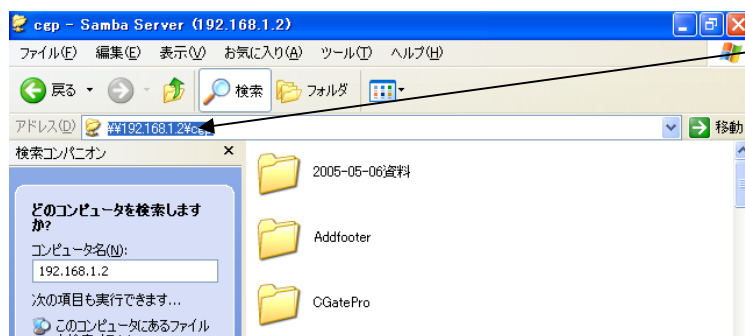 cgp - Samba Server (192.168.1.2)
ファイル(F) 編集(E) 表示(V) お気に入り(A) ツール(T) ヘルプ(H)
戻る 検索 フォルダ
アドレス(D) ¥¥192.168.1.2¥cgp 移動
検索コンパニオン
2005-05-06資料
どのコンピュータを検索します
か?
Addfooter
コンピュータ名(N):
192.168.1.2
次の項目も実行できます...
CGatePro
このコンピュータにあるファイル